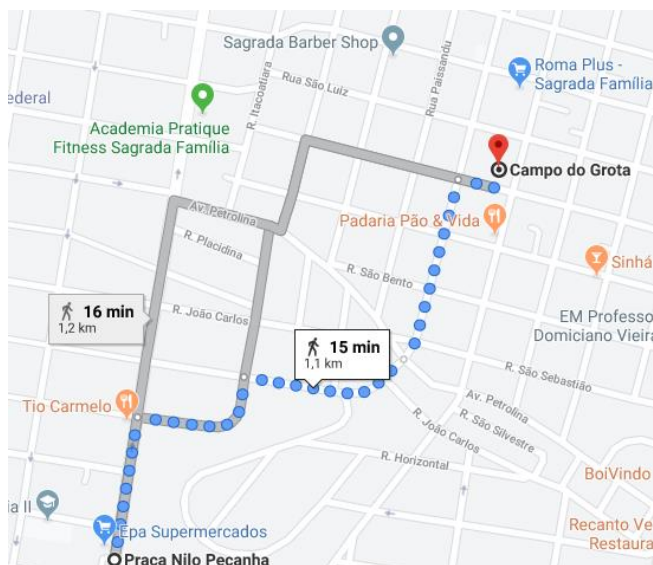 Sagrada Barber Shop
Roma Plus -
Sagrada Família
Rua São Luíz
R. Itacoatiara
Rua Paissandu
ederal
Academia Pratique
Fitness Sagrada Família
Campo do Grota
Av. Petrolina
Padaria Pão & Vida
R. Placidina
Sinhá
R. São Bento
16 min
1,2 km
R. João Carlos
EM Professo
Domiciano Vieira
15 min
1,1 km
R. São Sebastião
Tio Carmelo
Av. Petrolina
R. São Silvestre
R. João Carlos
R. Horizontal
BoiVindo
a II
Epa Supermercados
Recanto Ve
Restaura
Praça Nilo Peçanha